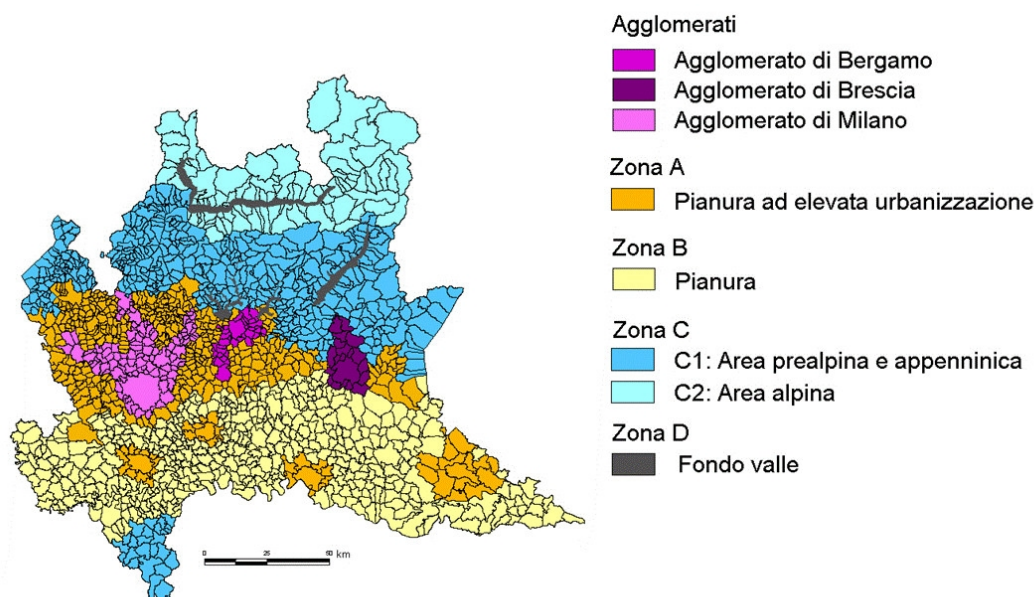 Agglomerati
Agglomerato di Bergamo
Agglomerato di Brescia
Agglomerato di Milano
Zona A
Pianura ad elevata urbanizzazione
Zona B
Pianura
Zona C
C1: Area prealpina e appenninica
C2: Area alpina
Zona D
Fondo valle
0 25 50
km